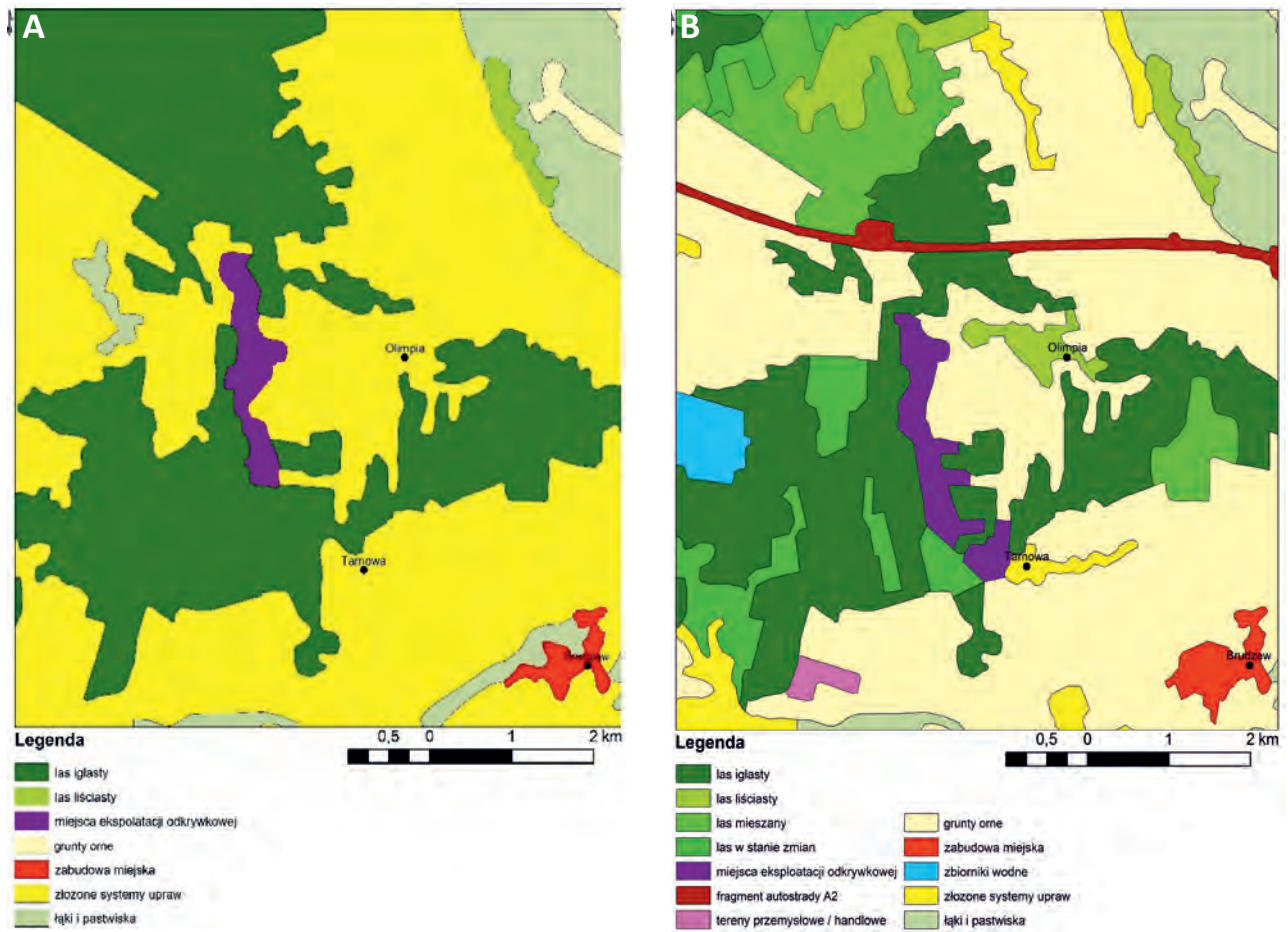 A
Olimpia
Tarnowa
Legenda
0,5 0 1 2 km
las iglasty
las liściasty
miejsca ekspolatacji odkrywkowej
grunty orne
zabudowa miejska
złozone systemy upraw
łąki i pastwiska
B
Olimpia
Tarnowa
Brudzew
Legenda
0,5 0 1 2 km
las iglasty
las liściasty
las mieszany
las w stanie zmian
miejsca eksploatacji odkrywkowej
fragment autostrady A2
tereny przemysłowe / handlowe
grunty orne
zabudowa miejska
zbiorniki wodne
złozone systemy upraw
łąki i pastwiska